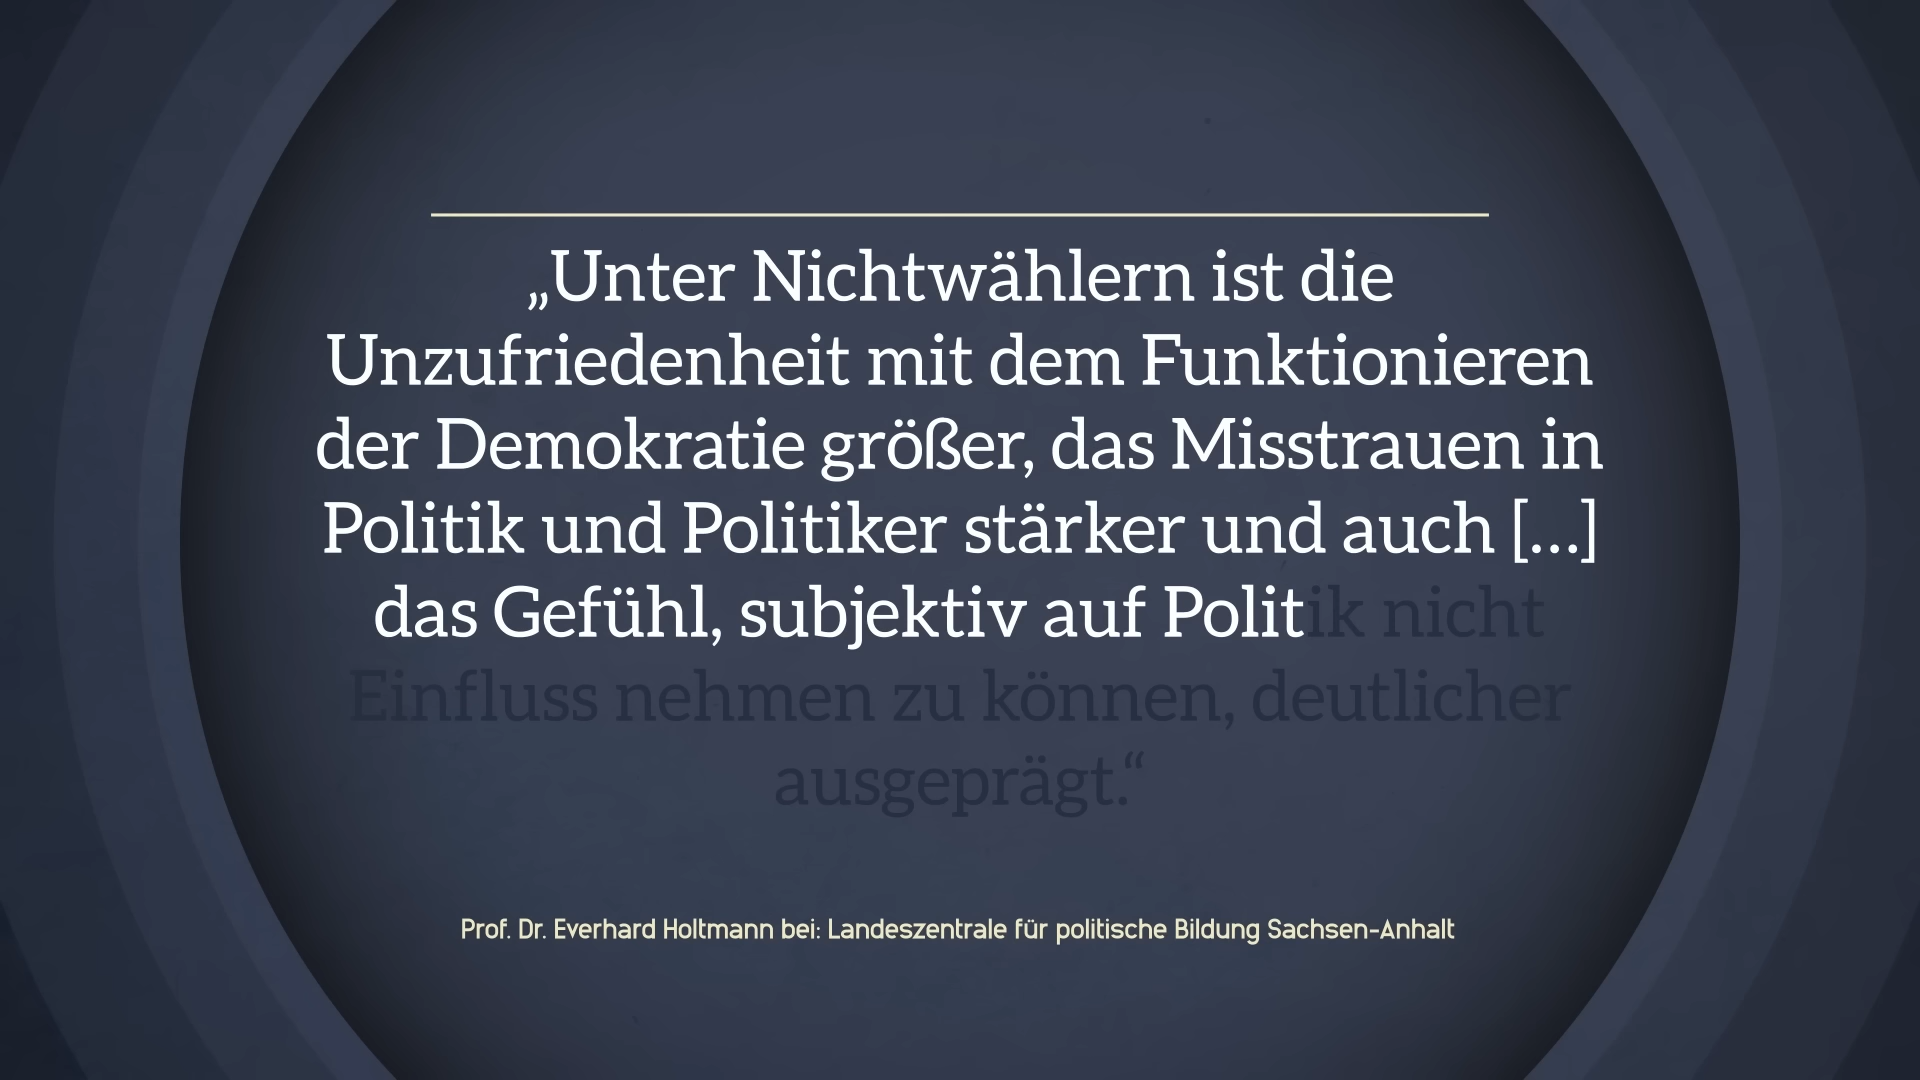 „Unter Nichtwählern ist die
Unzufriedenheit mit dem Funktionieren
der Demokratie größer, das Misstrauen in
Politik und Politiker stärker und auch [...]
das Gefühl, subjektiv auf Politik nicht
Einfluss nehmen zu können, deutlicher
ausgeprägt.“
Prof. Dr. Everhard Holtmann bei: Landeszentrale für politische Bildung Sachsen-Anhalt